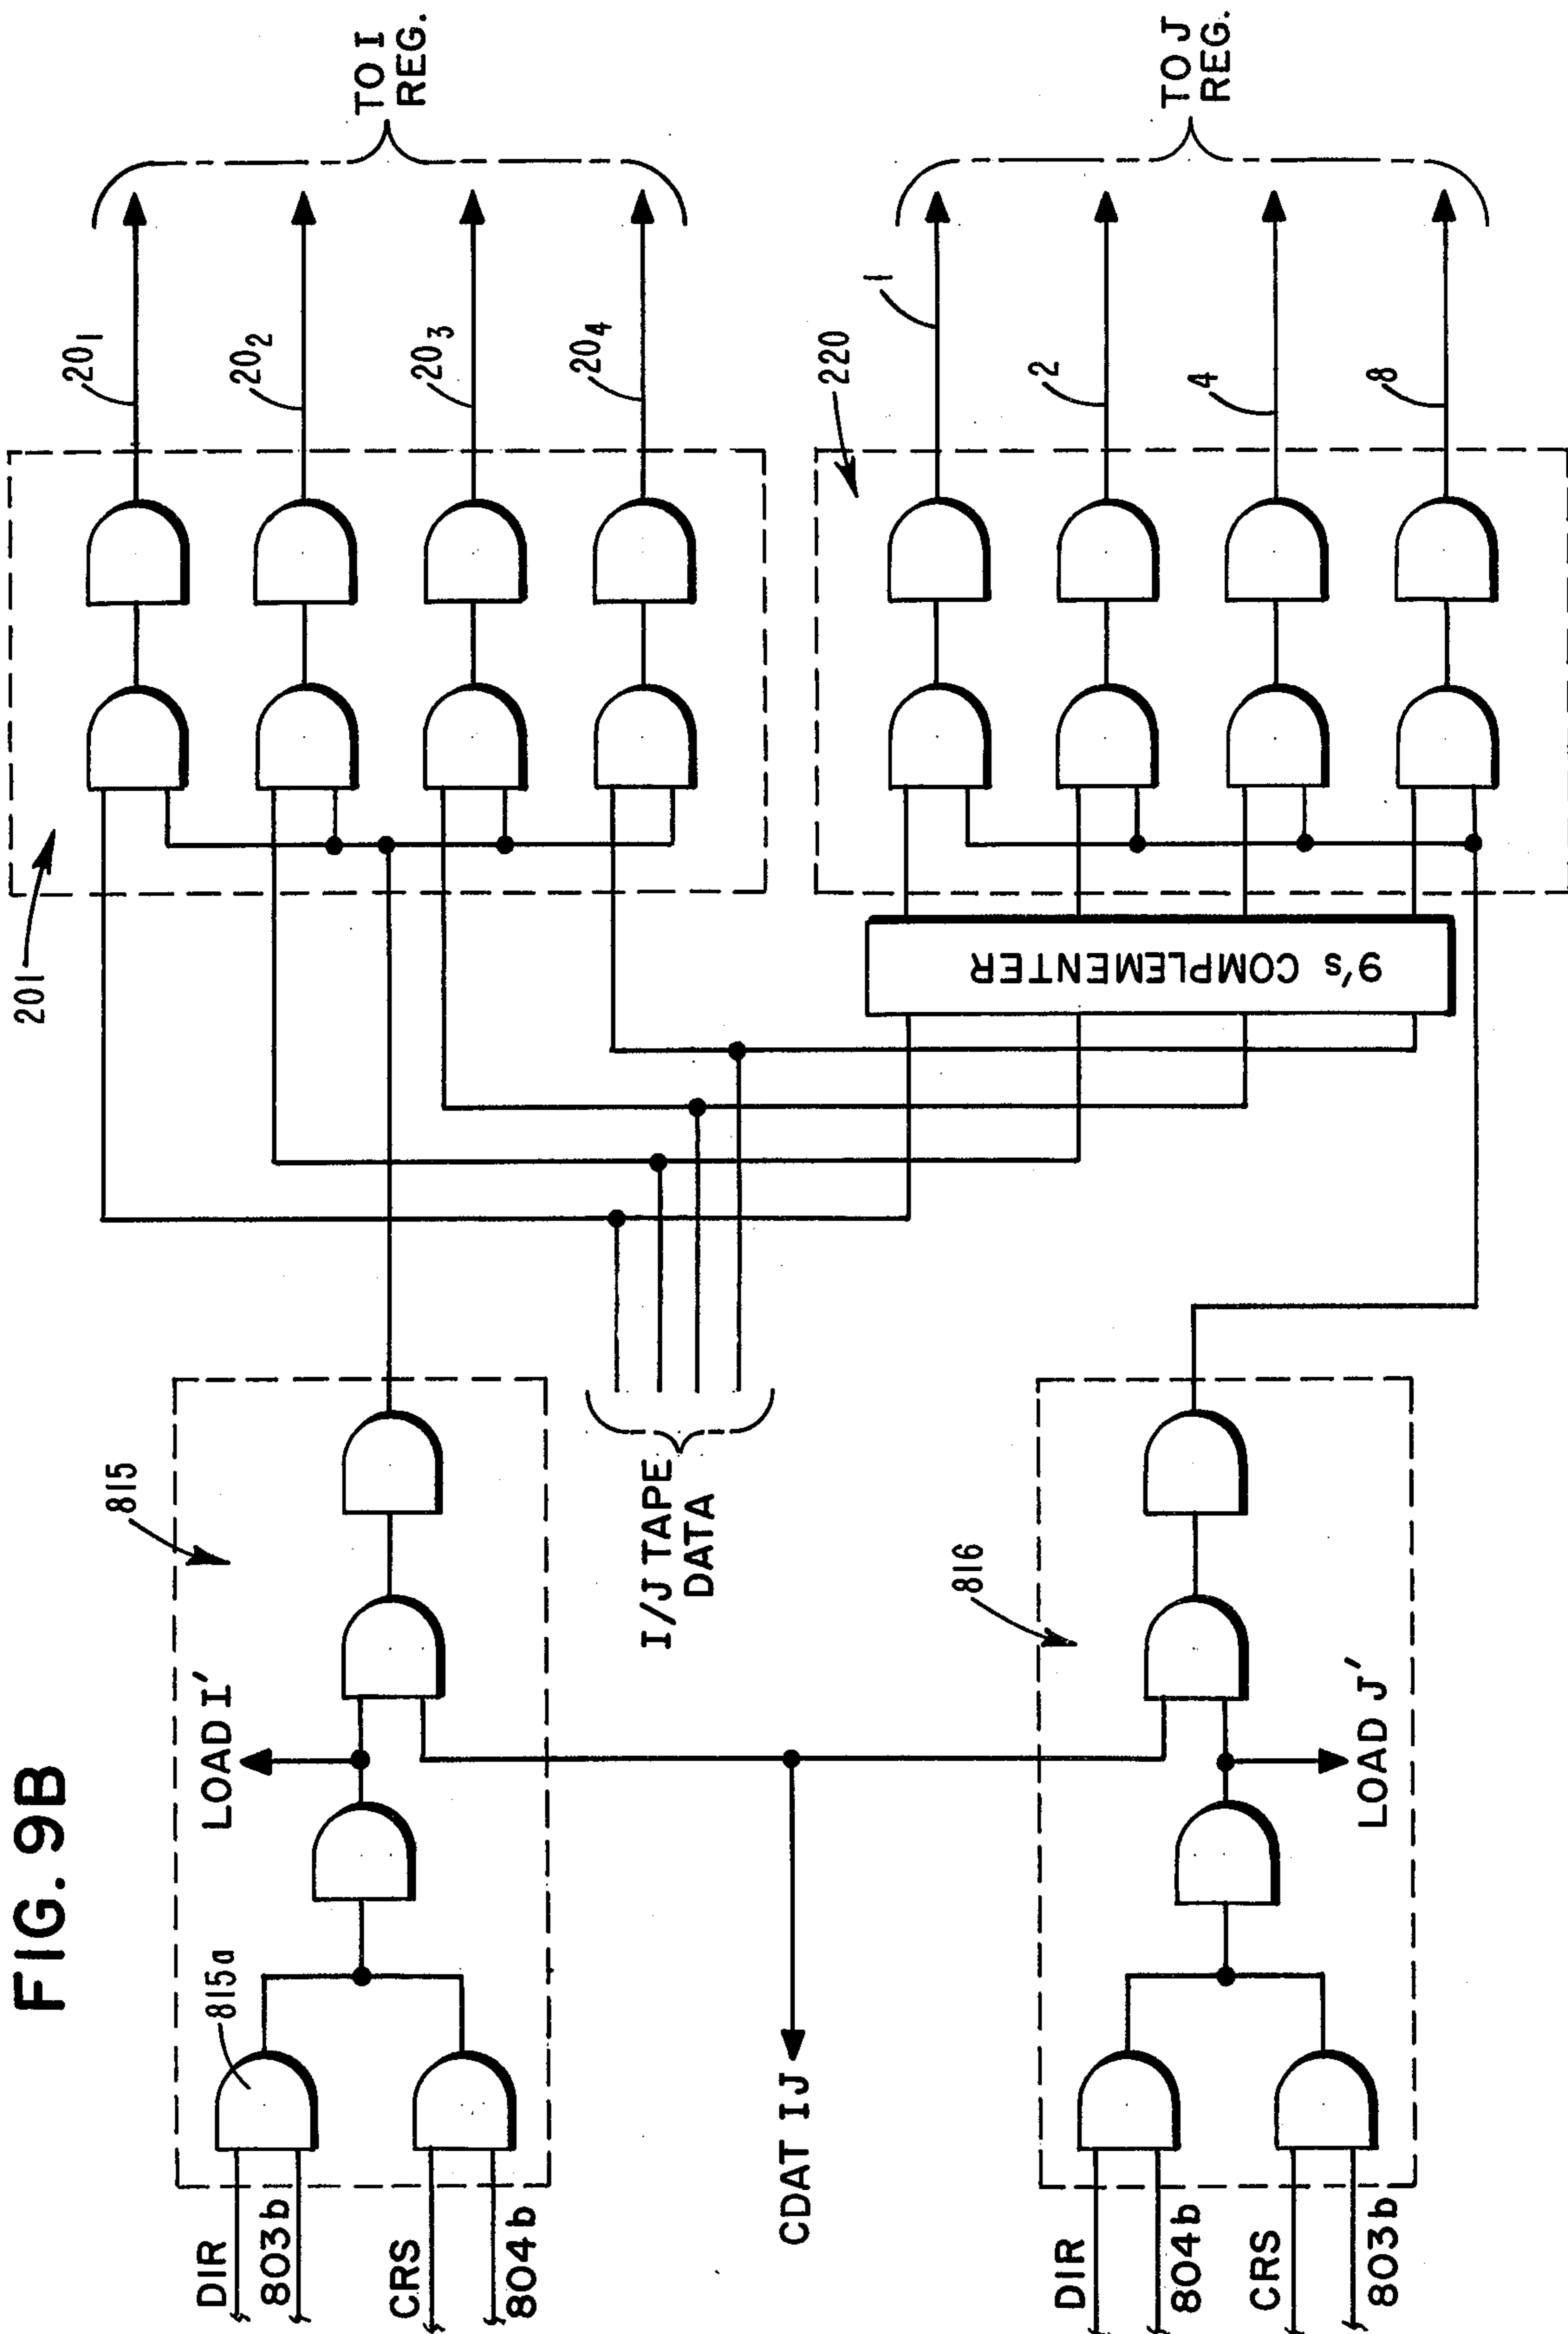 FIG. 9B
815
DIR
803b
CRS
804b
815a
LOAD I'
I/J TAPE
DATA
CDAT IJ
816
DIR
804b
CRS
803b
LOAD J'
201
20₁
20₂
20₃
20₄
TO I
REG.
9's COMPLEMENTER
220
1
2
4
8
TO J
REG.